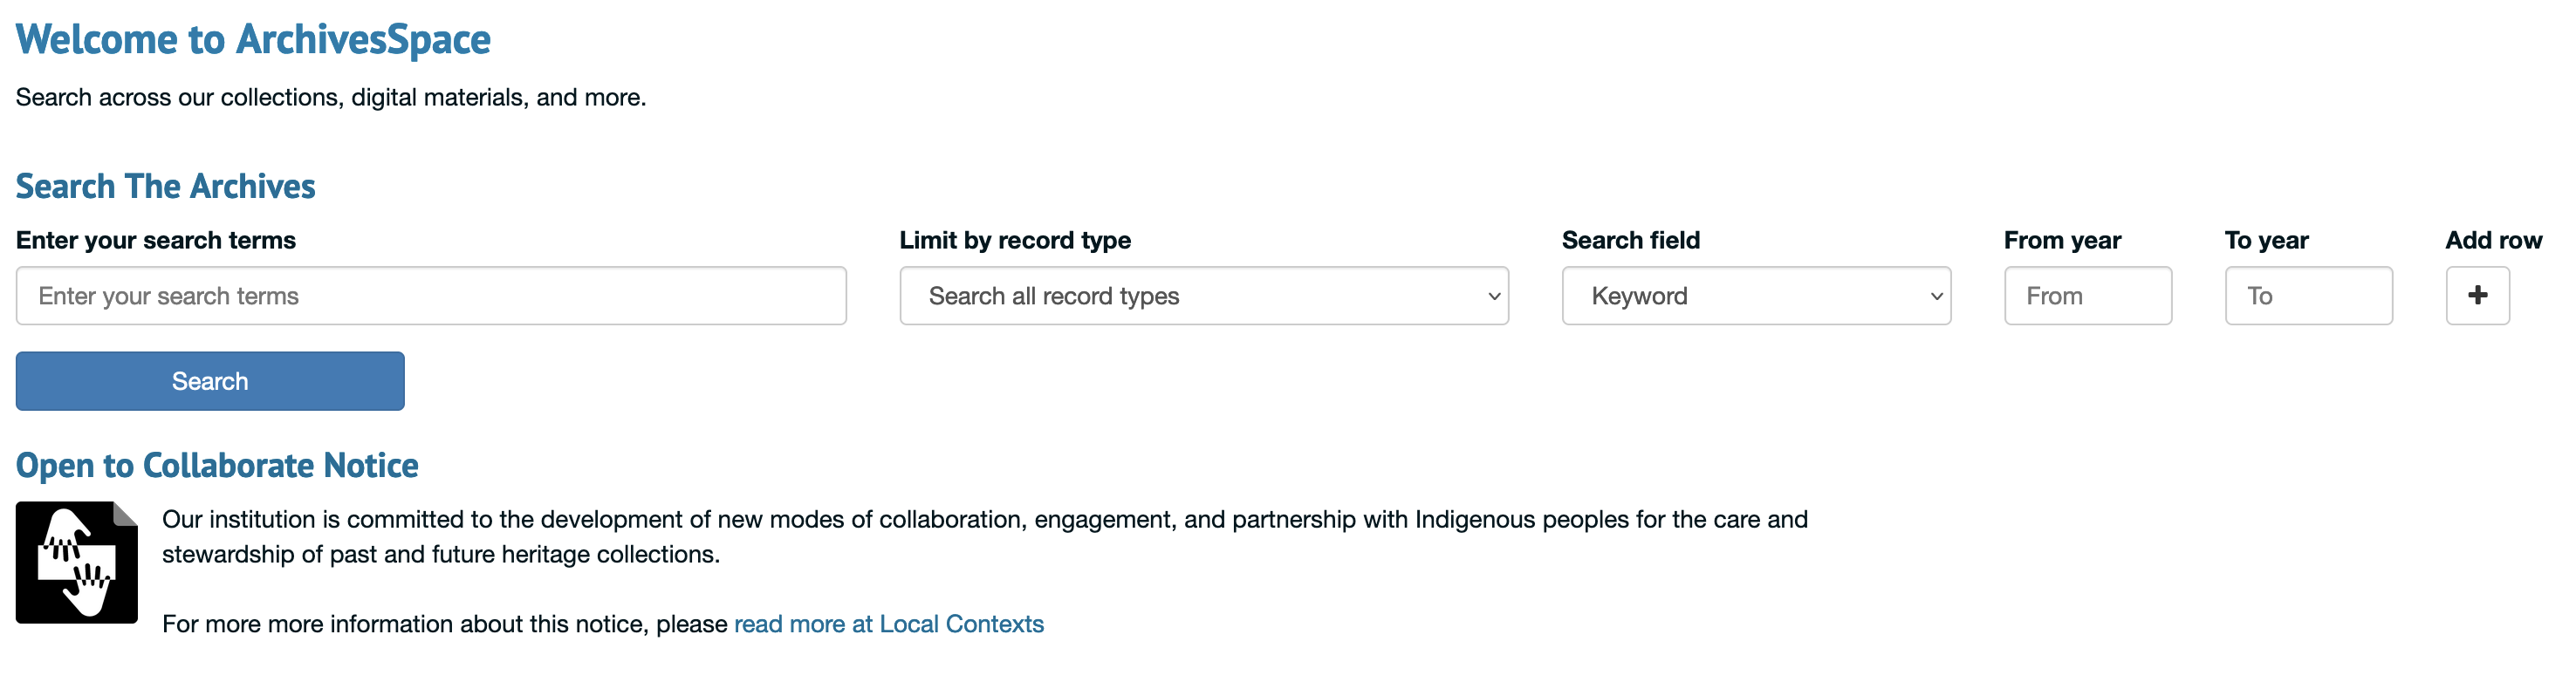 Welcome to ArchivesSpace
Search across our collections, digital materials, and more.
Search The Archives
Enter your search terms
Limit by record type
Search field
From year
To year
Add row
Enter your search terms
Search all record types
Keyword
From
To
Search
Open to Collaborate Notice
Our institution is committed to the development of new modes of collaboration, engagement, and partnership with Indigenous peoples for the care and
stewardship of past and future heritage collections.
For more more information about this notice, please read more at Local Contexts